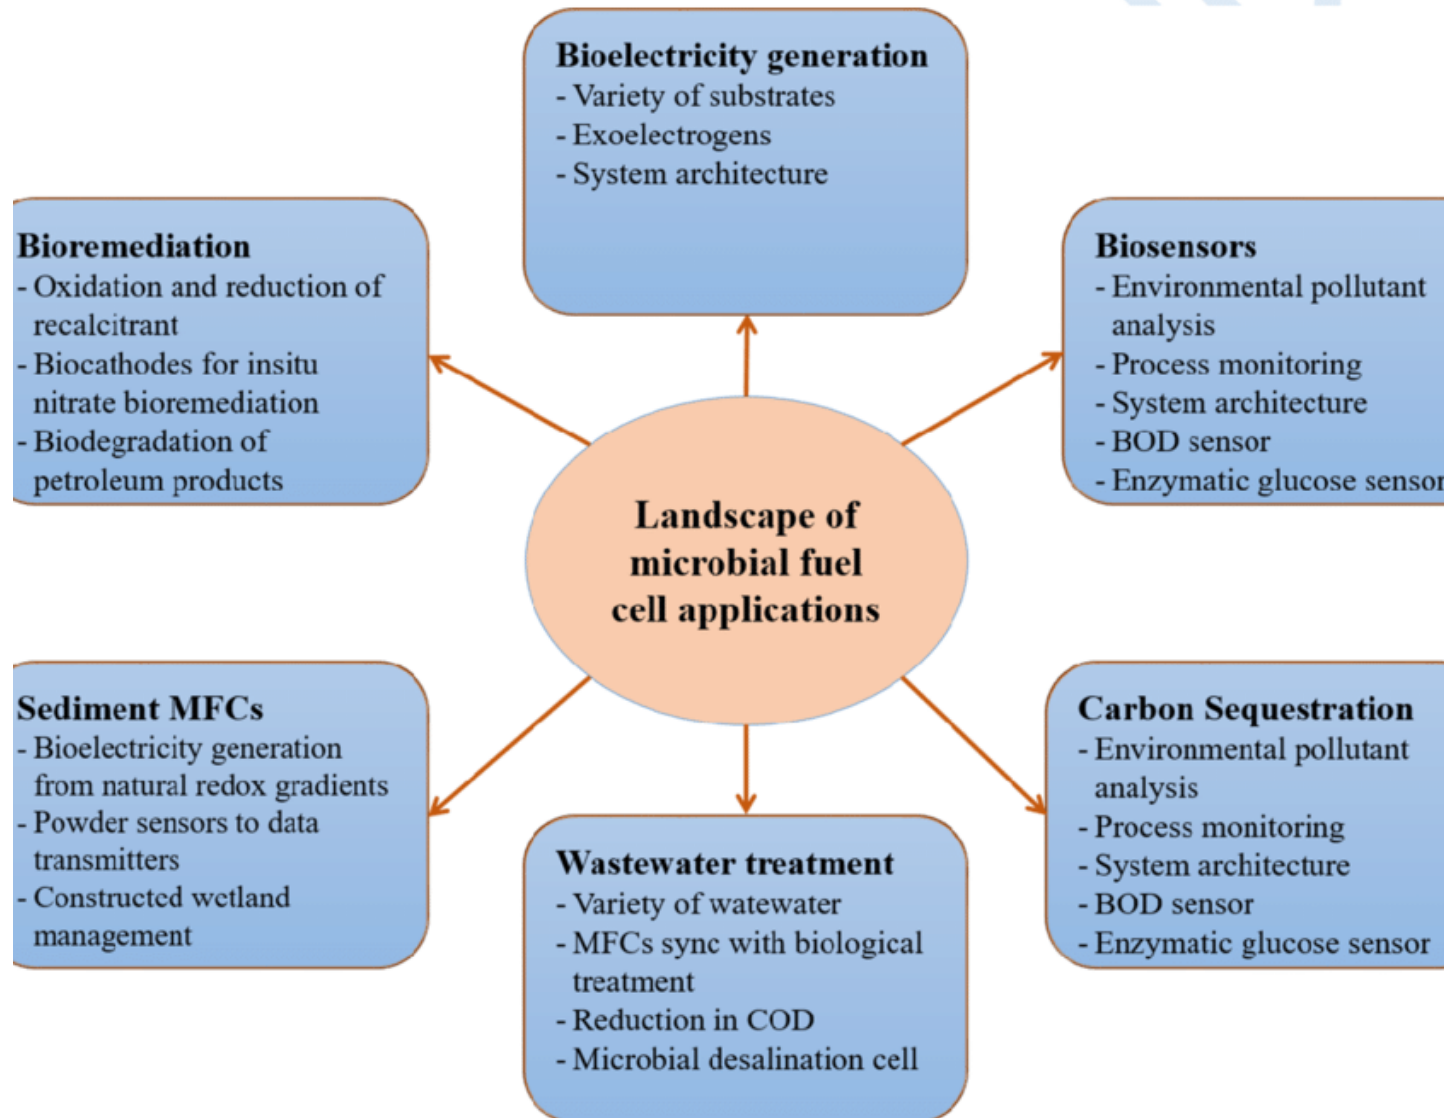 Bioelectricity generation
- Variety of substrates
- Exoelectrogens
- System architecture
Bioremediation
- Oxidation and reduction of
recalcitrant
- Biocathodes for insitu
nitrate bioremediation
- Biodegradation of
petroleum products
Biosensors
- Environmental pollutant
analysis
- Process monitoring
- System architecture
- BOD sensor
- Enzymatic glucose sensor
Landscape of
microbial fuel
cell applications
Sediment MFCs
- Bioelectricity generation
from natural redox gradients
- Powder sensors to data
transmitters
- Constructed wetland
management
Wastewater treatment
- Variety of watewater
- MFCs sync with biological
treatment
- Reduction in COD
- Microbial desalination cell
Carbon Sequestration
- Environmental pollutant
analysis
- Process monitoring
- System architecture
- BOD sensor
- Enzymatic glucose sensor